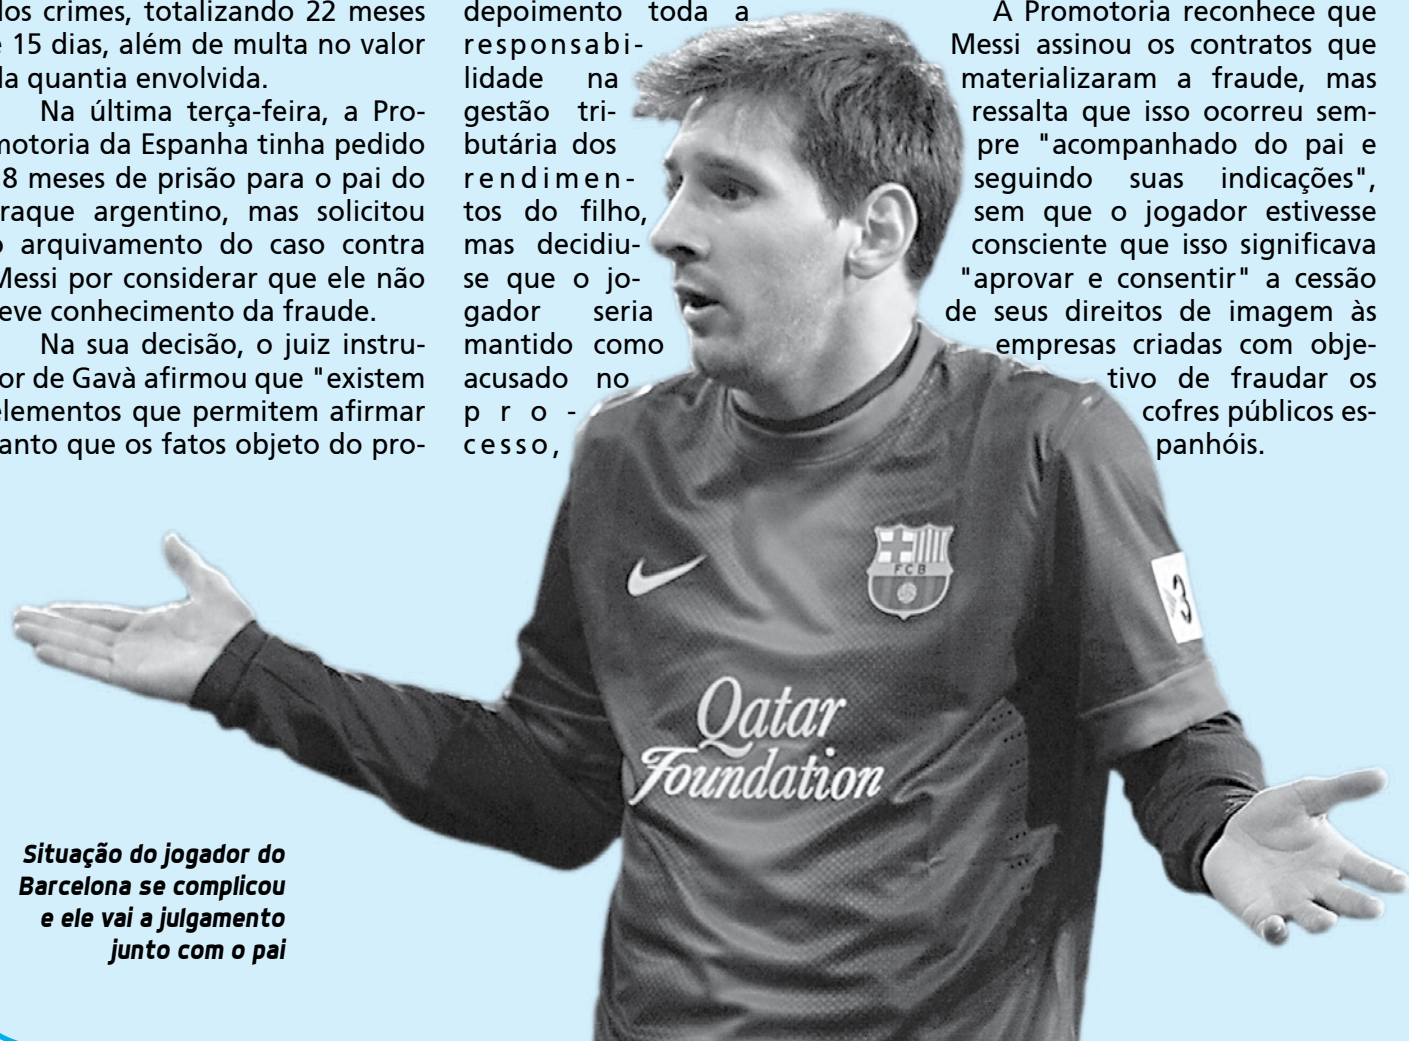 los crimes, totalizando 22 meses
e 15 dias, além de multa no valor
da quantia envolvida.
Na última terça-feira, a Pro-
motoria da Espanha tinha pedido
8 meses de prisão para o pai do
raque argentino, mas solicitou
o arquivamento do caso contra
Messi por considerar que ele não
eve conhecimento da fraude.
Na sua decisão, o juiz instru-
or de Gavà afirmou que "existem
elementos que permitem afirmar
anto que os fatos objeto do pro-
depoimento toda a
responsabi-
lidade na
gestão tri-
butária dos
rendimen-
tos do filho,
mas decidiu-
se que o jo-
gador seria
mantido como
acusado no
pro-
cesso,
A Promotoria reconhece que
Messi assinou os contratos que
materializaram a fraude, mas
ressalta que isso ocorreu sem-
pre "acompanhado do pai e
seguindo suas indicações",
sem que o jogador estivesse
consciente que isso significava
"aprovar e consentir" a cessão
de seus direitos de imagem às
empresas criadas com obje-
tivo de fraudar os
cofres públicos es-
panhóis.
FCB
3
Qatar
Foundation
Situação do jogador do
Barcelona se complicou
e ele vai a julgamento
junto com o pai